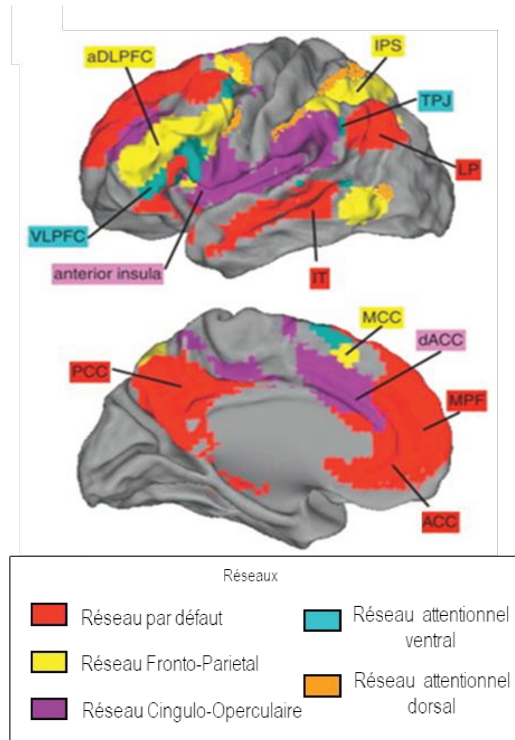 aDLPFC
IPS
TPJ
LP
VLPFC
anterior insula
IT
MCC
dACC
PCC
MPF
ACC
Réseaux
Réseau par défaut
Réseau Fronto-Parietal
Réseau Cingulo-Operculaire
Réseau attentionnel
ventral
Réseau attentionnel
dorsal